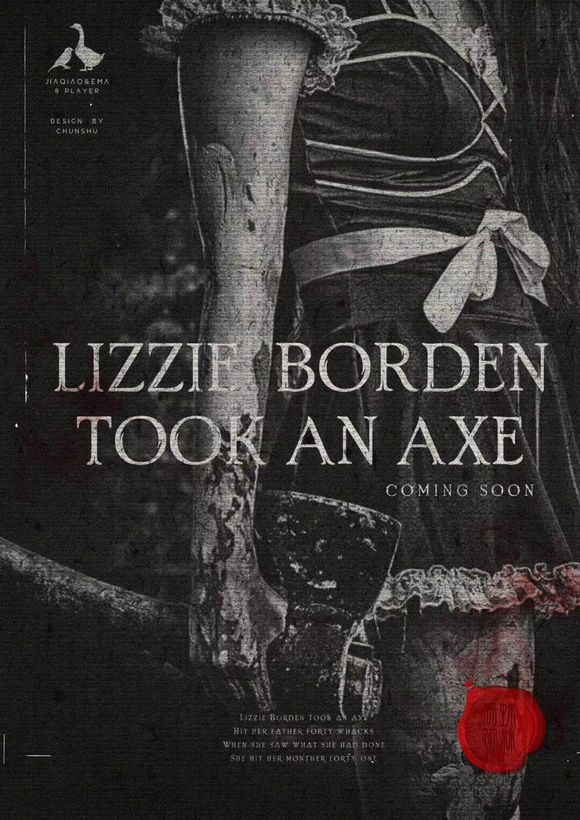 JIAQIAO&EMA
& PLAYER
DESIGN BY
CHUNSHU
LIZZIE BORDEN
TOOK AN AXE
COMING SOON
Lizzie Borden took an axe
Hit her father forty whacks
When she saw what she had done
She hit her monther forty one